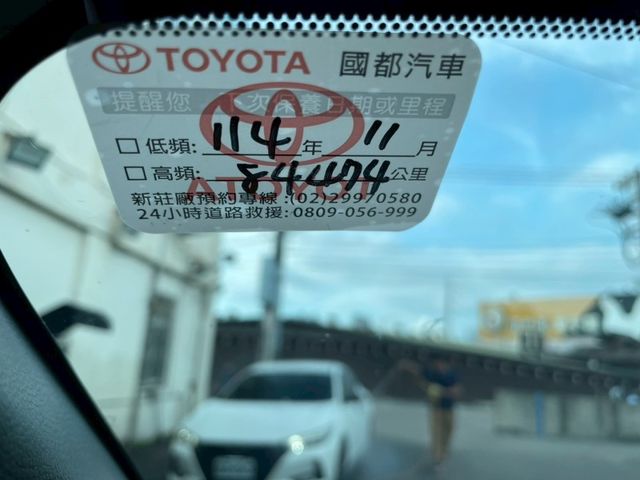 TOYOTA 國都汽車
提醒您 下次保養日期或里程
□低頻: 114 年 11 月
□高頻: 84474 公里
新莊廠預約專線:(02)29970580
24小時道路救援:0809-056-999